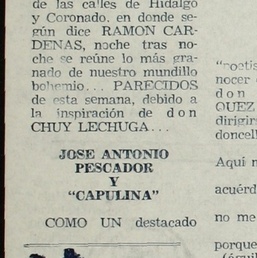 de las calles de Hidalgo
y Coronado, en donde se-
gún dice RAMON CAR-
DENAS, noche tras no-
che se reúne lo más gra-
nado de nuestro mundillo
bohemio... PARECIDOS
de esta semana, debido a
la inspiración de don
CHUY LECHUGA...
JOSE ANTONIO
PESCADOR
Y
"CAPULINA"
COMO UN destacado
nocer
don
QUEZ
dirigir
doncell
Aquí
acuérd
no me
porque